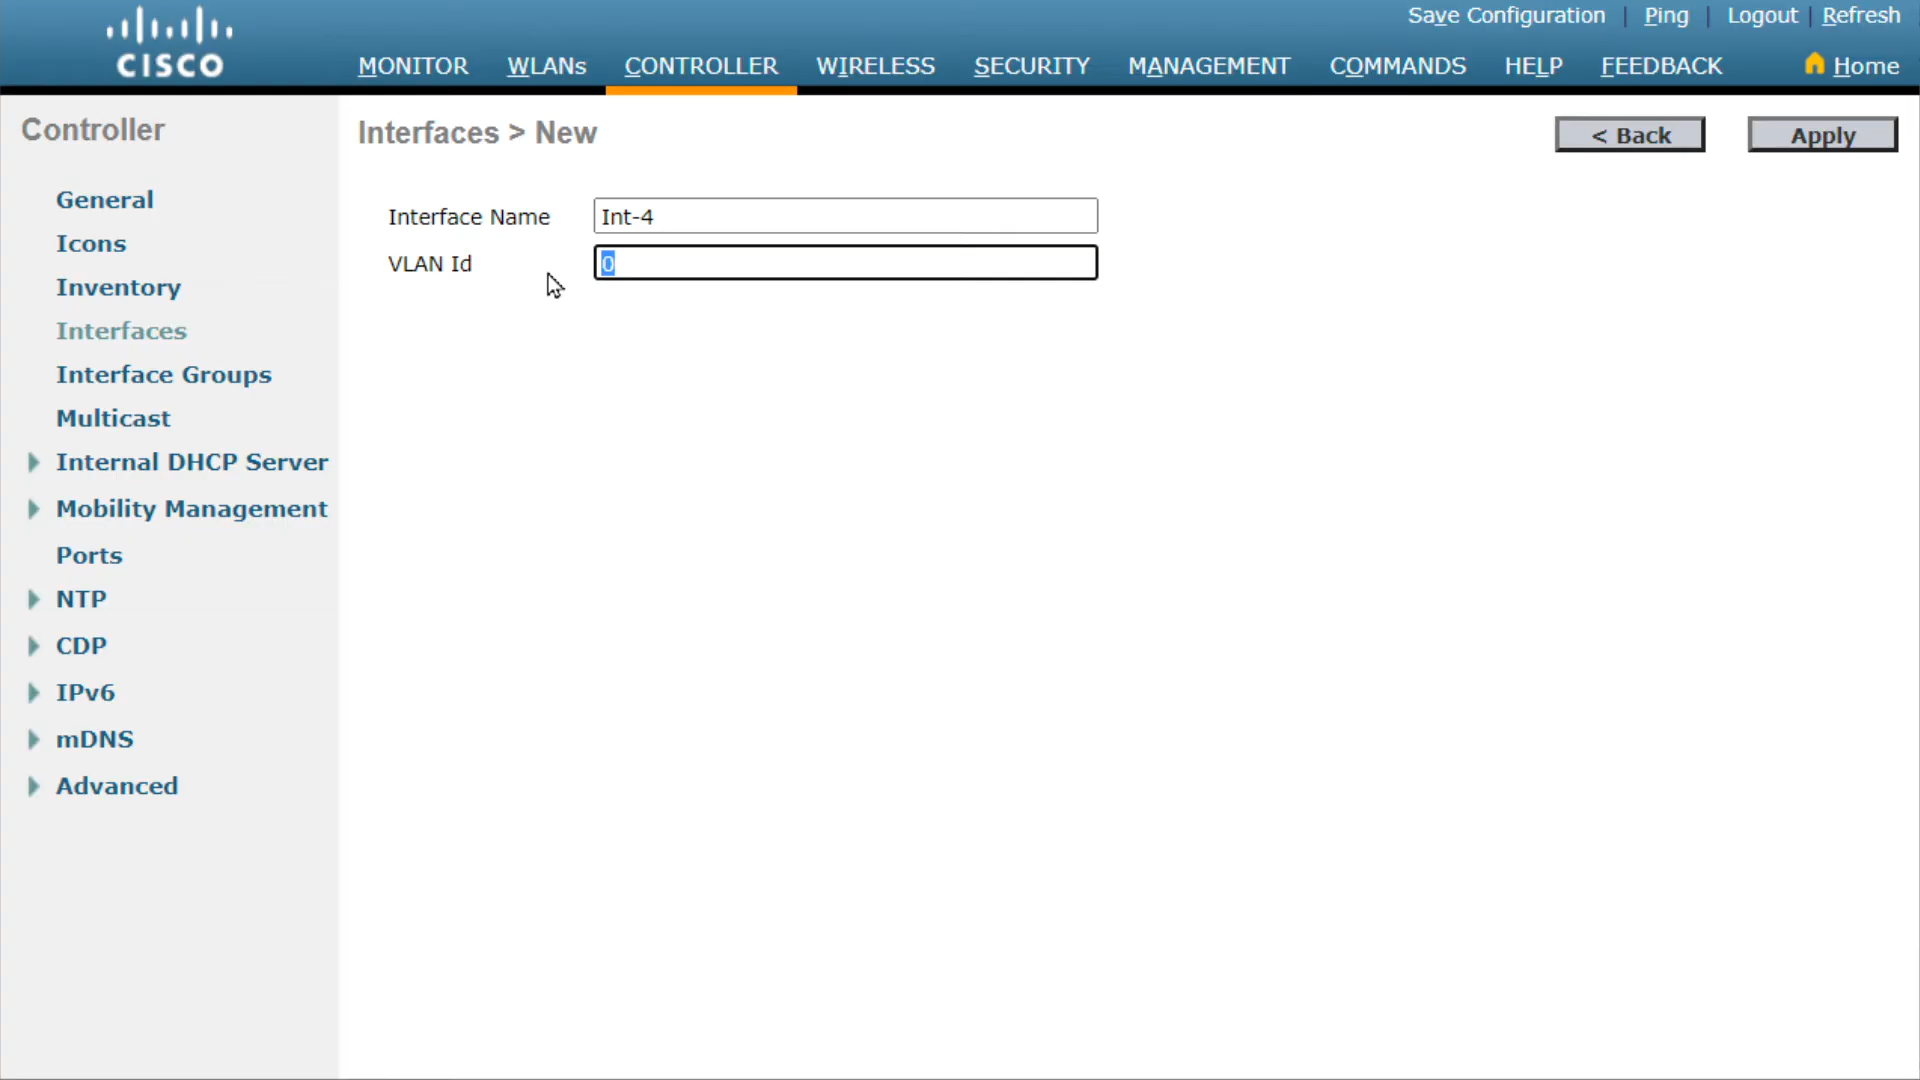 Save Configuration | Ping | Logout | Refresh
CISCO
MONITOR WLANs CONTROLLER WIRELESS SECURITY MANAGEMENT COMMANDS HELP FEEDBACK Home
Controller
General
Icons
Inventory
Interfaces
Interface Groups
Multicast
Internal DHCP Server
Mobility Management
Ports
NTP
CDP
IPv6
mDNS
Advanced
Interfaces > New
< Back
Apply
Interface Name Int-4
VLAN Id 0